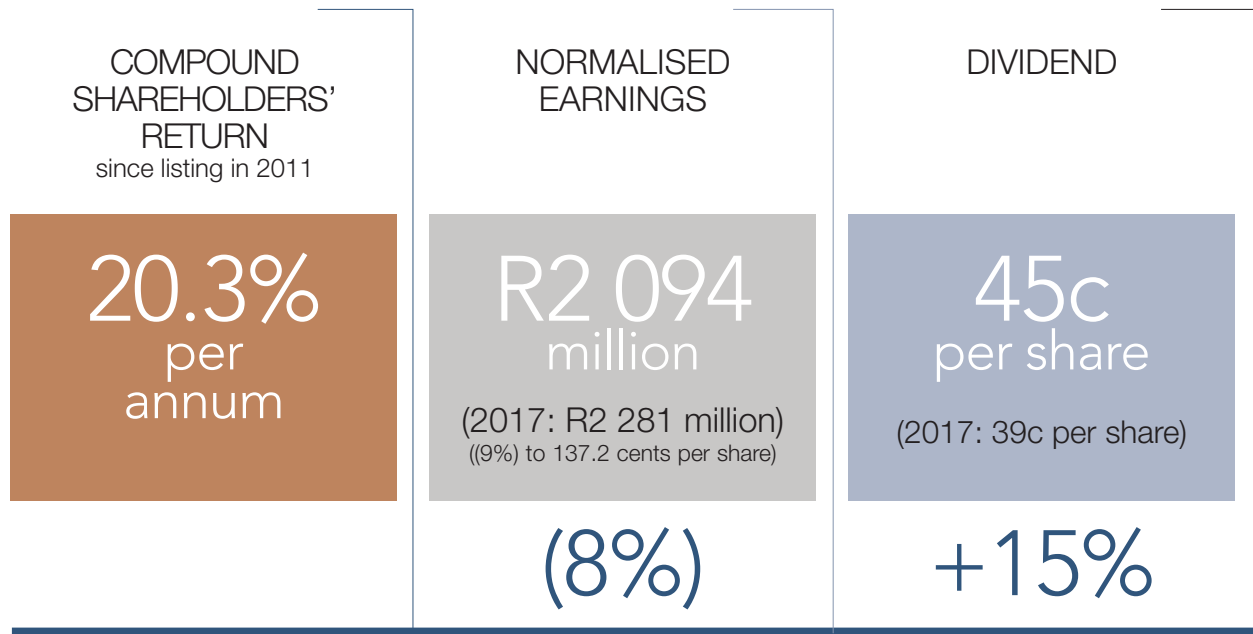 COMPOUND
SHAREHOLDERS'
RETURN
since listing in 2011
20.3%
per
annum
NORMALISED
EARNINGS
R2 094
million
(2017: R2 281 million)
((9%) to 137.2 cents per share)
(8%)
DIVIDEND
45c
per share
(2017: 39c per share)
+15%